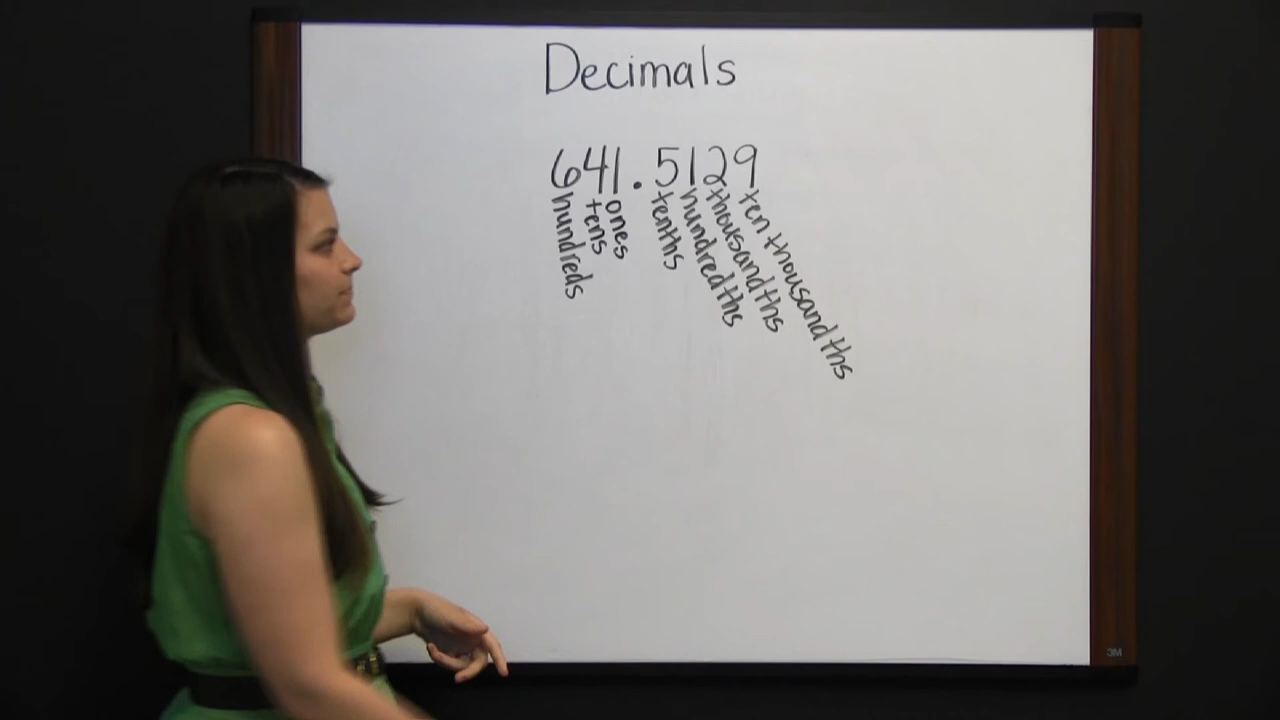 Decimals
641.5129
hundreds
tens
ones
tenths
hundredths
thousandths
ten thousandths
3M